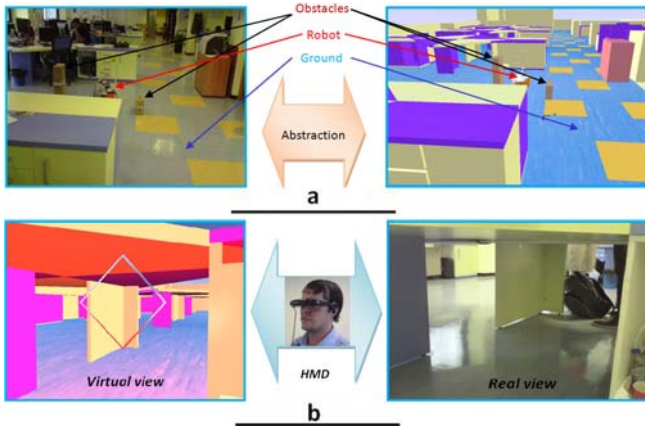 Obstacles
Robot
Ground
Abstraction
a
Virtual view
HMD
Real view
b